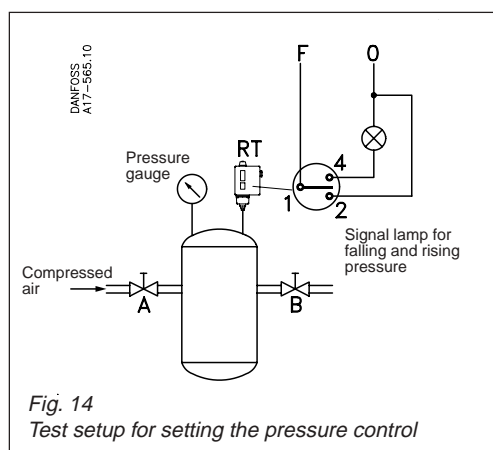 DANFOSS
A17-565.10
F
O
RT
4
1
2
Pressure
gauge
Signal lamp for
falling and rising
pressure
Compressed
air
A
B
Fig. 14
Test setup for setting the pressure control